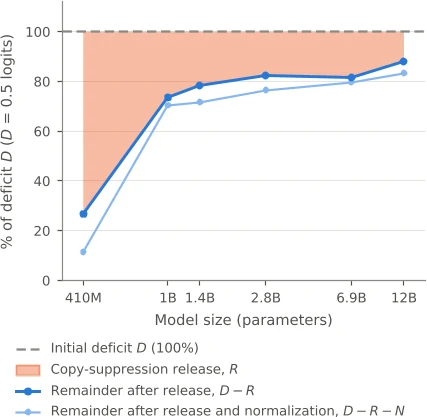 % of deficit D (D = 0.5 logits)
100
80
60
40
20
0
410M 1B 1.4B 2.8B 6.9B 12B
Model size (parameters)
Initial deficit D (100%)
Copy-suppression release, R
Remainder after release, D − R
Remainder after release and normalization, D − R − N